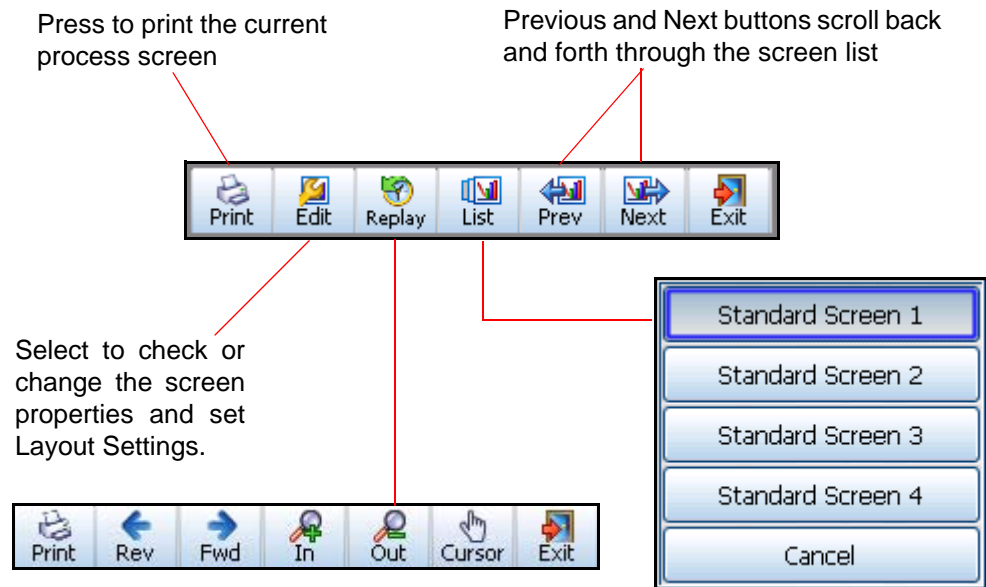 Press to print the current
process screen
Previous and Next buttons scroll back
and forth through the screen list
Print
Edit
Replay
List
Prev
Next
Exit
Standard Screen 1
Standard Screen 2
Standard Screen 3
Standard Screen 4
Cancel
Select to check or
change the screen
properties and set
Layout Settings.
Print
Rev
Fwd
In
Out
Cursor
Exit